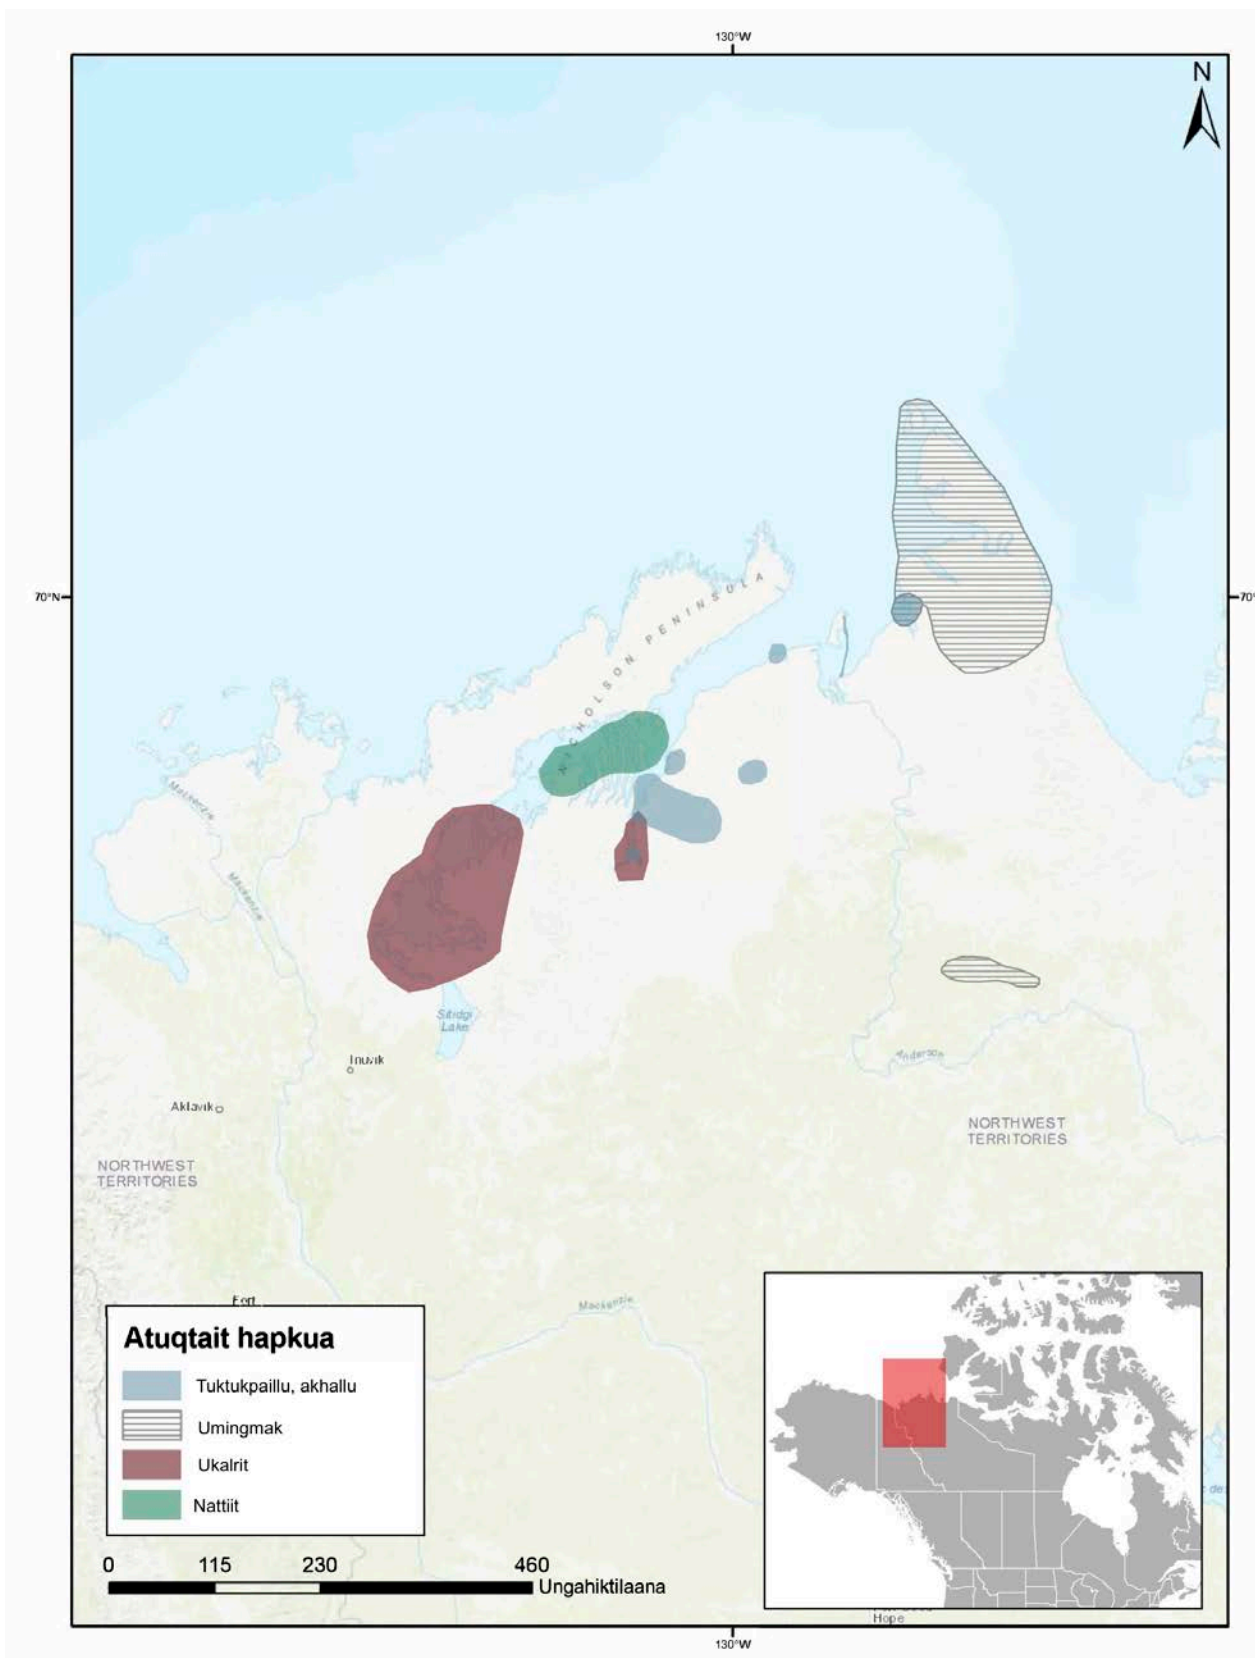 130°W
N
70°N
70°
NICHOLSON PENINSULA
Mackenzie
Mackenzie
Sitidgi
Lake
Inuvik
Anderson
Aklavik
NORTHWEST
TERRITORIES
NORTHWEST
TERRITORIES
Fort
Mackenzie
Atuqtait hapkua
Tuktukpaillu, akhallu
Umingmak
Ukalrit
Nattiit
0 115 230 460
Ungahiktilaana
Hope
130°W